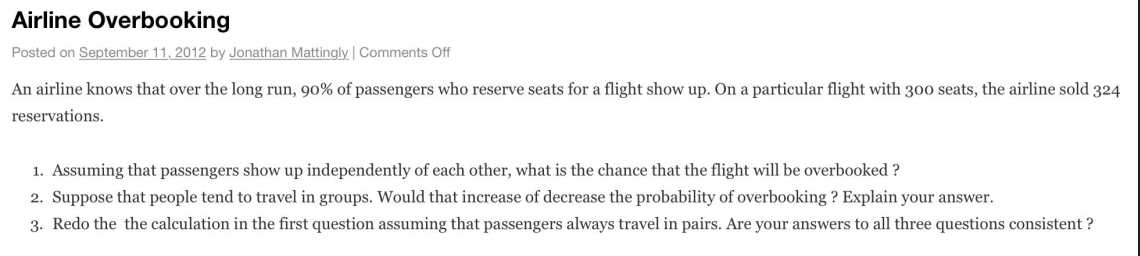 Airline Overbooking
Posted on September 11, 2012 by Jonathan Mattingly | Comments Off
An airline knows that over the long run, 90% of passengers who reserve seats for a flight show up. On a particular flight with 300 seats, the airline sold 324
reservations.
1. Assuming that passengers show up independently of each other, what is the chance that the flight will be overbooked ?
2. Suppose that people tend to travel in groups. Would that increase of decrease the probability of overbooking ? Explain your answer.
3. Redo the the calculation in the first question assuming that passengers always travel in pairs. Are your answers to all three questions consistent ?